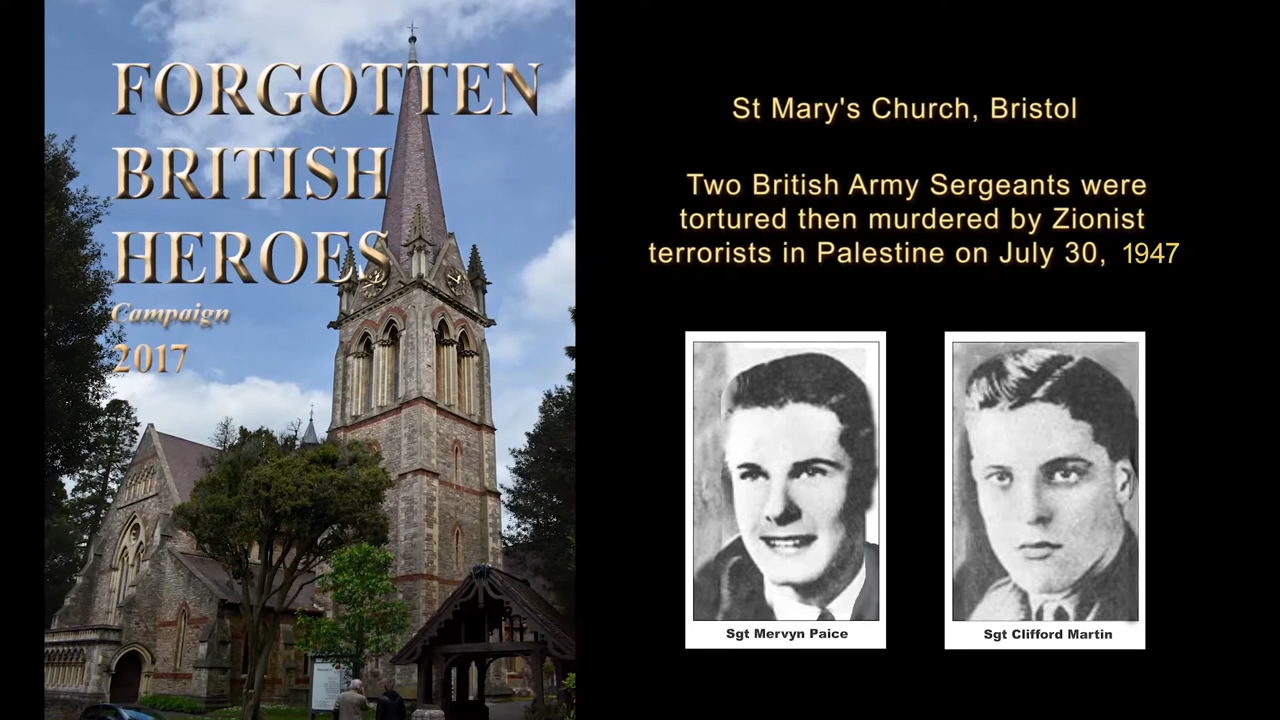 FORGOTTEN
BRITISH
HEROES
Campaign
2017
St Mary's Church, Bristol
Two British Army Sergeants were
tortured then murdered by Zionist
terrorists in Palestine on July 30, 1947
Sgt Mervyn Paice
Sgt Clifford Martin